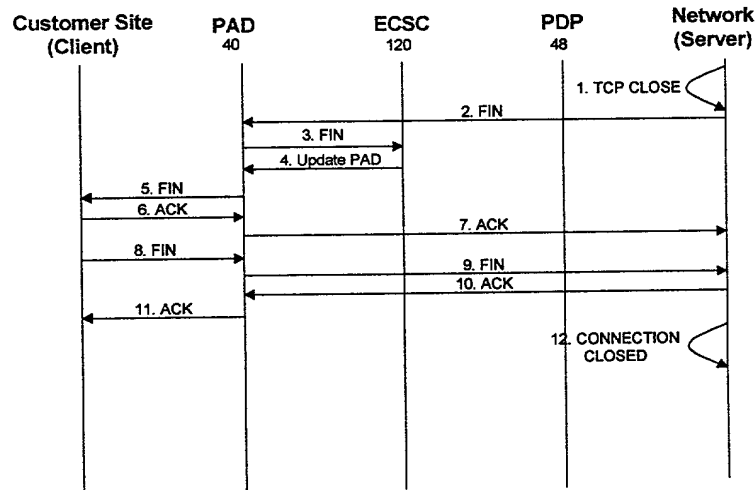 Customer Site
(Client)
PAD
40
ECSC
120
PDP
48
Network
(Server)
1. TCP CLOSE
2. FIN
3. FIN
4. Update PAD
5. FIN
6. ACK
7. ACK
8. FIN
9. FIN
10. ACK
11. ACK
12. CONNECTION
CLOSED